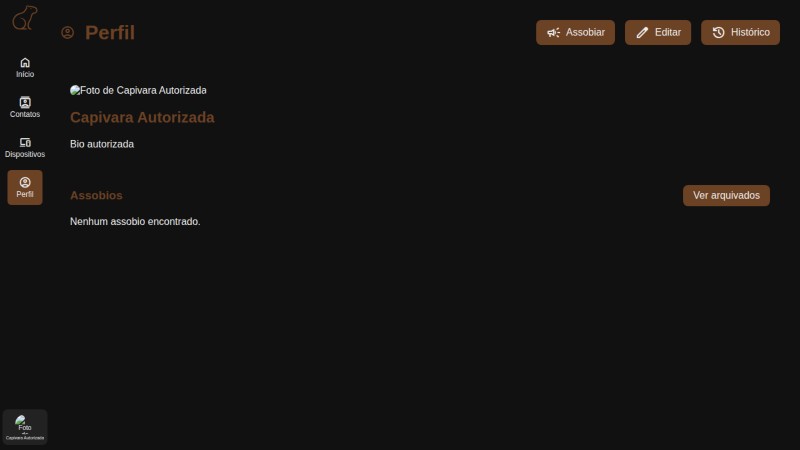 Perfil
Assobiar
Editar
Histórico
Início
Contatos
Dispositivos
Perfil
Foto de Capivara Autorizada
Capivara Autorizada
Bio autorizada
Assobios
Ver arquivados
Nenhum assobio encontrado.
Foto
de
Capivara Autorizada